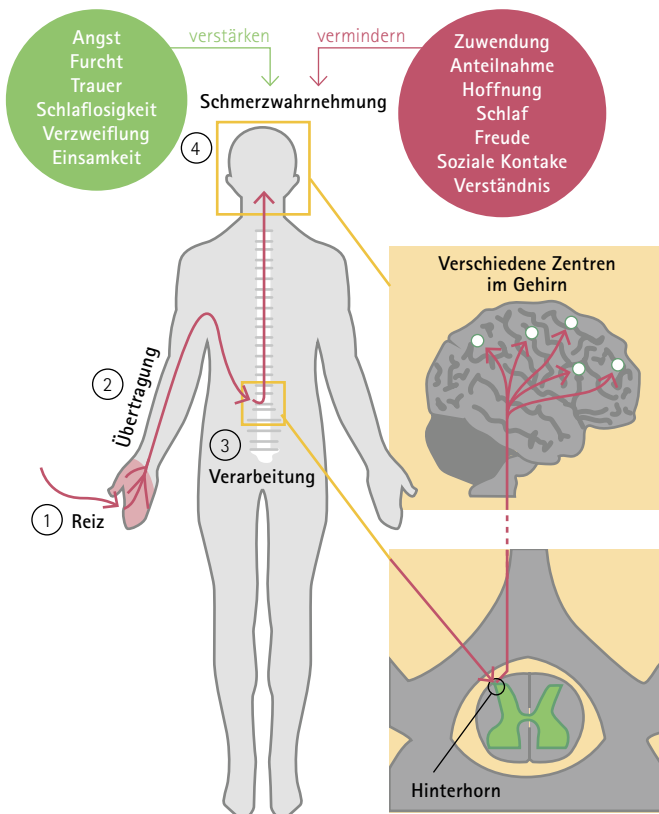 Angst
Furcht
Trauer
Schlaflosigkeit
Verzweiflung
Einsamkeit
verstärken
vermindern
Zuwendung
Anteilnahme
Hoffnung
Schlaf
Freude
Soziale Kontake
Verständnis
Schmerzwahrnehmung
4
Verschiedene Zentren
im Gehirn
2
Übertragung
3
Verarbeitung
1 Reiz
Hinterhorn